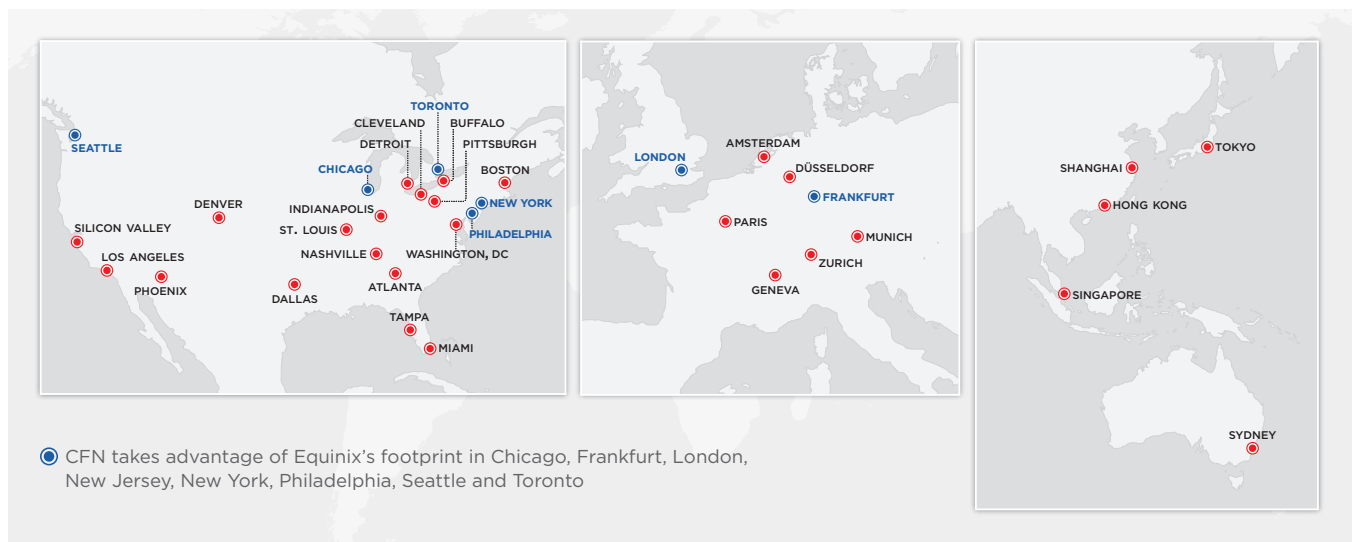 TORONTO
CLEVELAND
BUFFALO
DETROIT
PITTSBURGH
SEATTLE
CHICAGO
BOSTON
DENVER
INDIANAPOLIS
NEW YORK
SILICON VALLEY
ST. LOUIS
PHILADELPHIA
LOS ANGELES
NASHVILLE
WASHINGTON, DC
PHOENIX
DALLAS
ATLANTA
TAMPA
MIAMI
AMSTERDAM
LONDON
DÜSSELDORF
FRANKFURT
PARIS
MUNICH
ZURICH
GENEVA
TOKYO
SHANGHAI
HONG KONG
SINGAPORE
SYDNEY
CFN takes advantage of Equinix’s footprint in Chicago, Frankfurt, London,
New Jersey, New York, Philadelphia, Seattle and Toronto